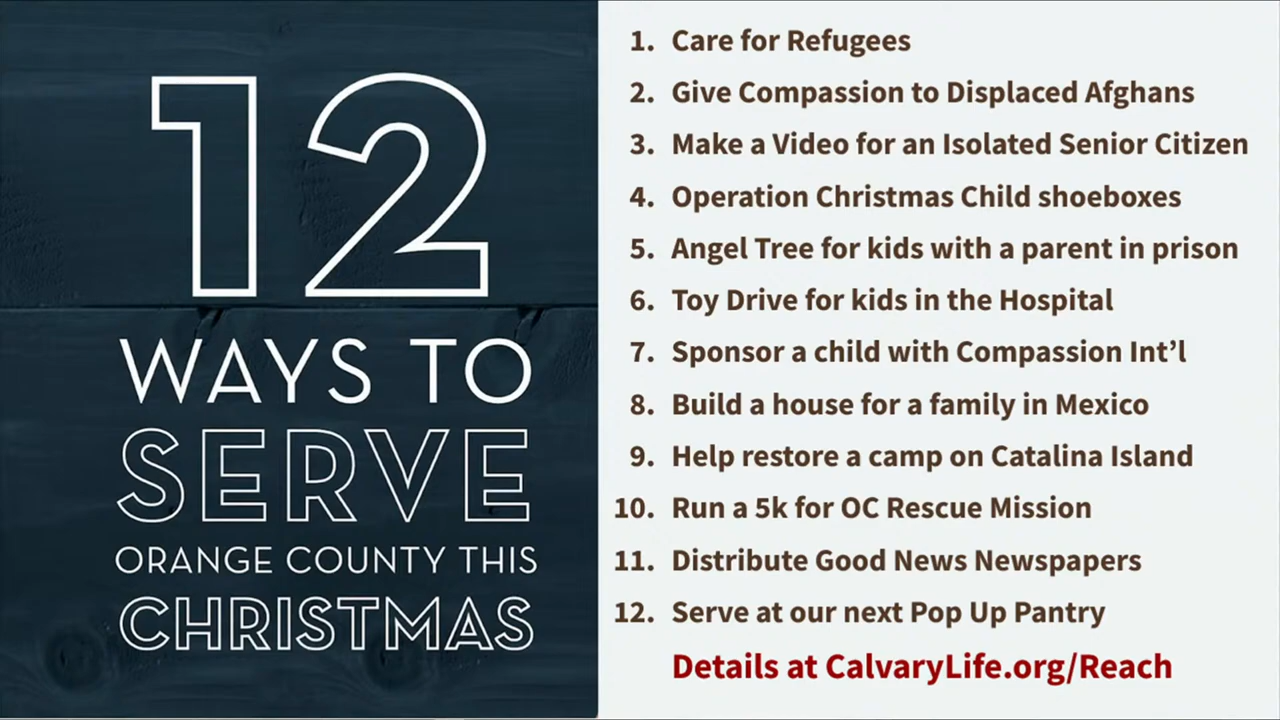 12
WAYS TO
SERVE
ORANGE COUNTY THIS
CHRISTMAS
1. Care for Refugees
2. Give Compassion to Displaced Afghans
3. Make a Video for an Isolated Senior Citizen
4. Operation Christmas Child shoeboxes
5. Angel Tree for kids with a parent in prison
6. Toy Drive for kids in the Hospital
7. Sponsor a child with Compassion Int’l
8. Build a house for a family in Mexico
9. Help restore a camp on Catalina Island
10. Run a 5k for OC Rescue Mission
11. Distribute Good News Newspapers
12. Serve at our next Pop Up Pantry
Details at CalvaryLife.org/Reach